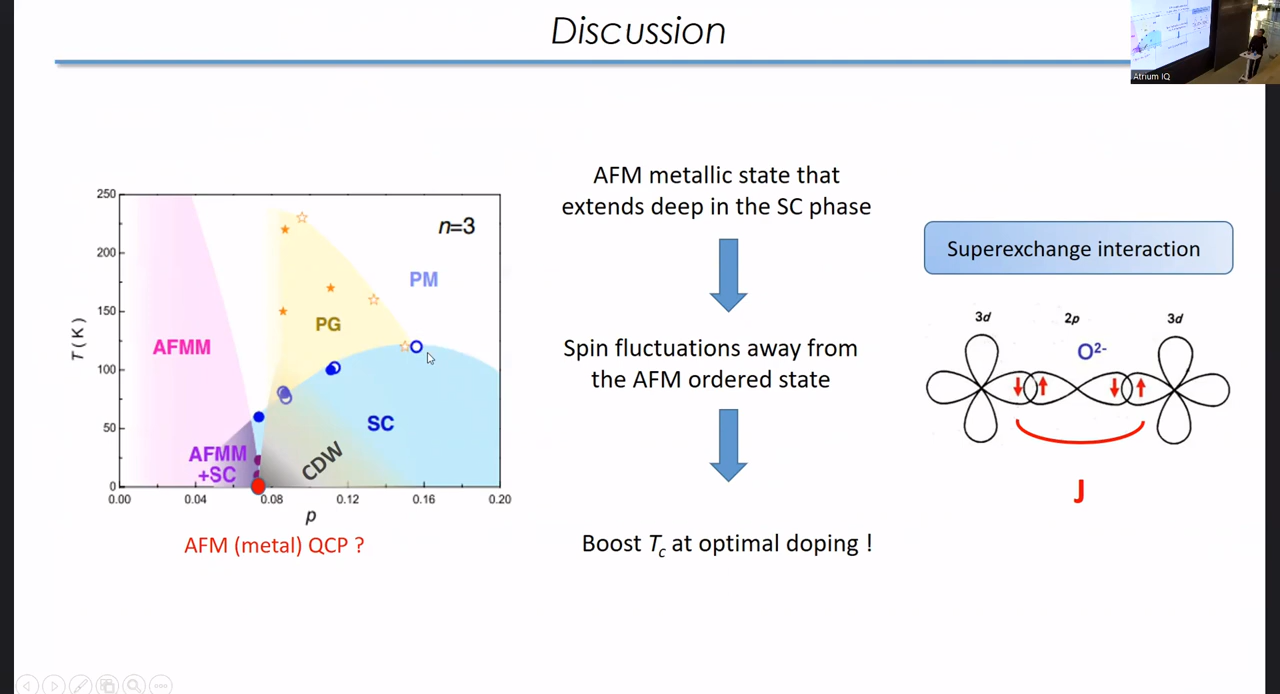 Discussion
Atrium IQ
250
200
150
100
50
0
T(K)
n=3
PM
AFMM
PG
SC
AFMM
+SC
CDW
0.00
0.04
0.08
0.12
0.16
0.20
p
AFM (metal) QCP ?
AFM metallic state that
extends deep in the SC phase
Spin fluctuations away from
the AFM ordered state
Boost Tc at optimal doping !
Superexchange interaction
3d
2p
3d
O2-
J